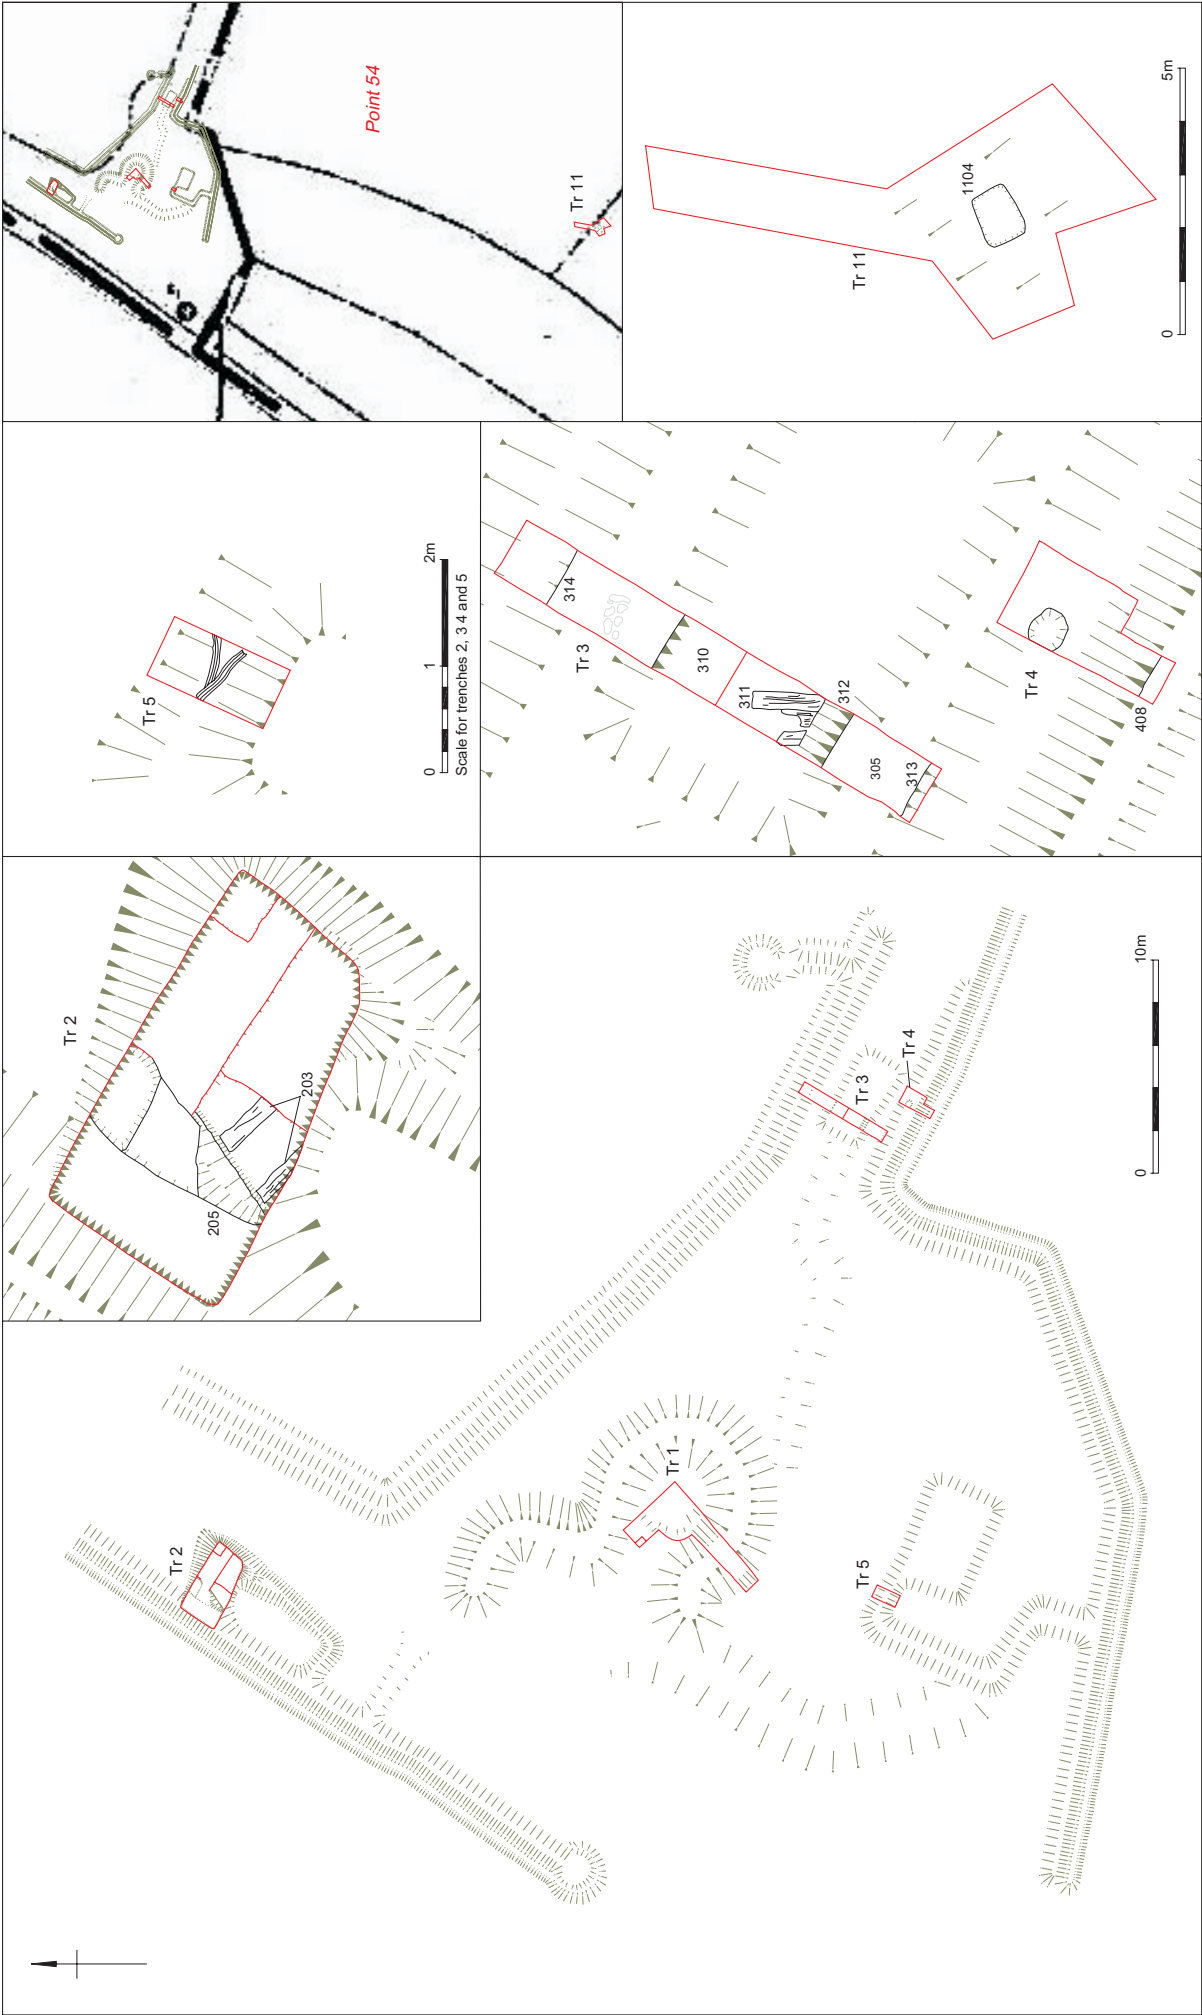 Point 54
Tr 11
Tr 11
1104
0
5m
Tr 5
0
1
2m
Scale for trenches 2, 3 4 and 5
Tr 3
314
310
311
312
305
313
Tr 4
408
Tr 2
205
203
Tr 2
Tr 1
Tr 3
Tr 4
Tr 5
0
10m